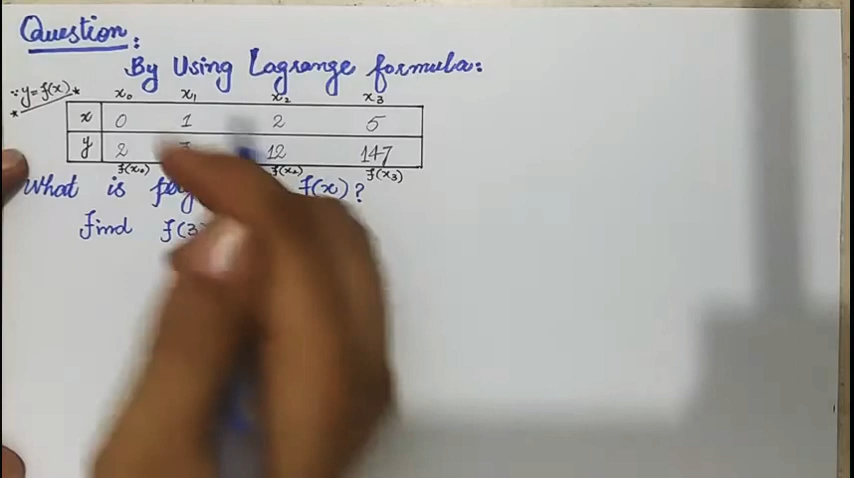 Question:
By Using Lagrange formula:
∵ y=f(x) * x₀ x₁ x₂ x₃
*
x 0 1 2 5
y 2 12 147
f(x₀) f(x₂) f(x₃)
What is f(x)?
find f(3)